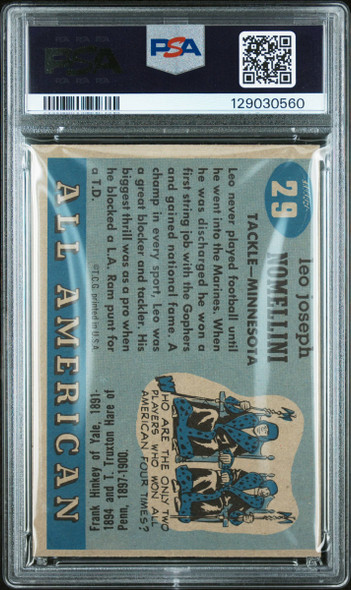 PSA
PSA
129030560
29
leo joseph
NOMELLINI
TACKLE—MINNESOTA
Leo never played football until
he went into the Marines. When
he was discharged he won a
first string job with the Gophers
and gained national fame. A
champ in every sport, Leo was
a great blocker and tackler. His
biggest thrill was as a pro when
he blocked a L.A. Ram punt for
a T.D.
©T.C.G. printed in U.S.A.
WHO ARE THE ONLY TWO
PLAYERS WHO WON ALL
AMERICAN FOUR TIMES?
Frank Hinkey of Yale, 1891-
1894 and T. Truxton Hare of
Penn, 1897-1900.
ALL AMERICAN